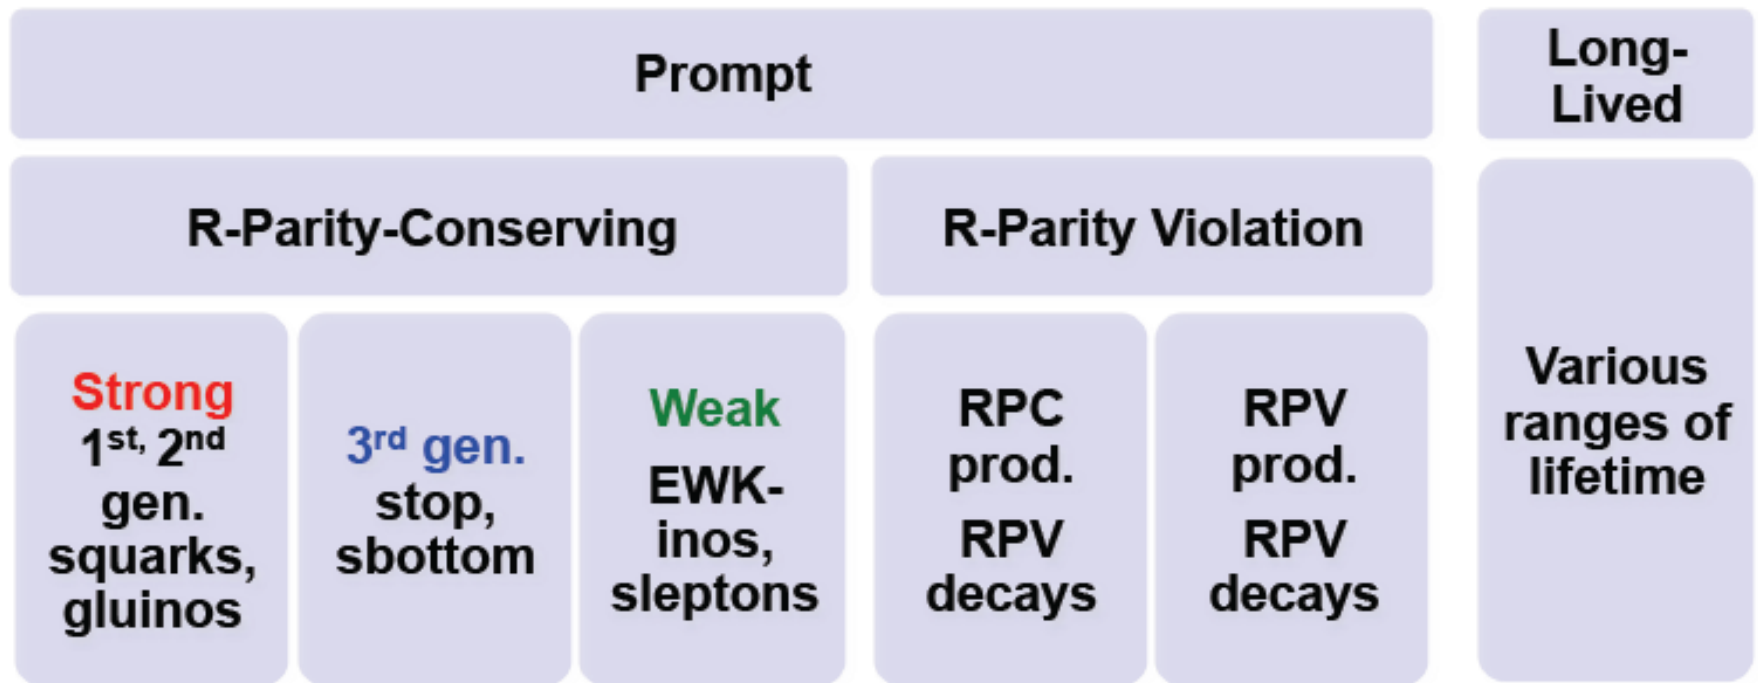 Prompt
Long-
Lived
R-Parity-Conserving
R-Parity Violation
Strong
1st, 2nd
gen.
squarks,
gluinos
3rd gen.
stop,
sbottom
Weak
EWK-
inos,
sleptons
RPC
prod.
RPV
decays
RPV
prod.
RPV
decays
Various
ranges of
lifetime